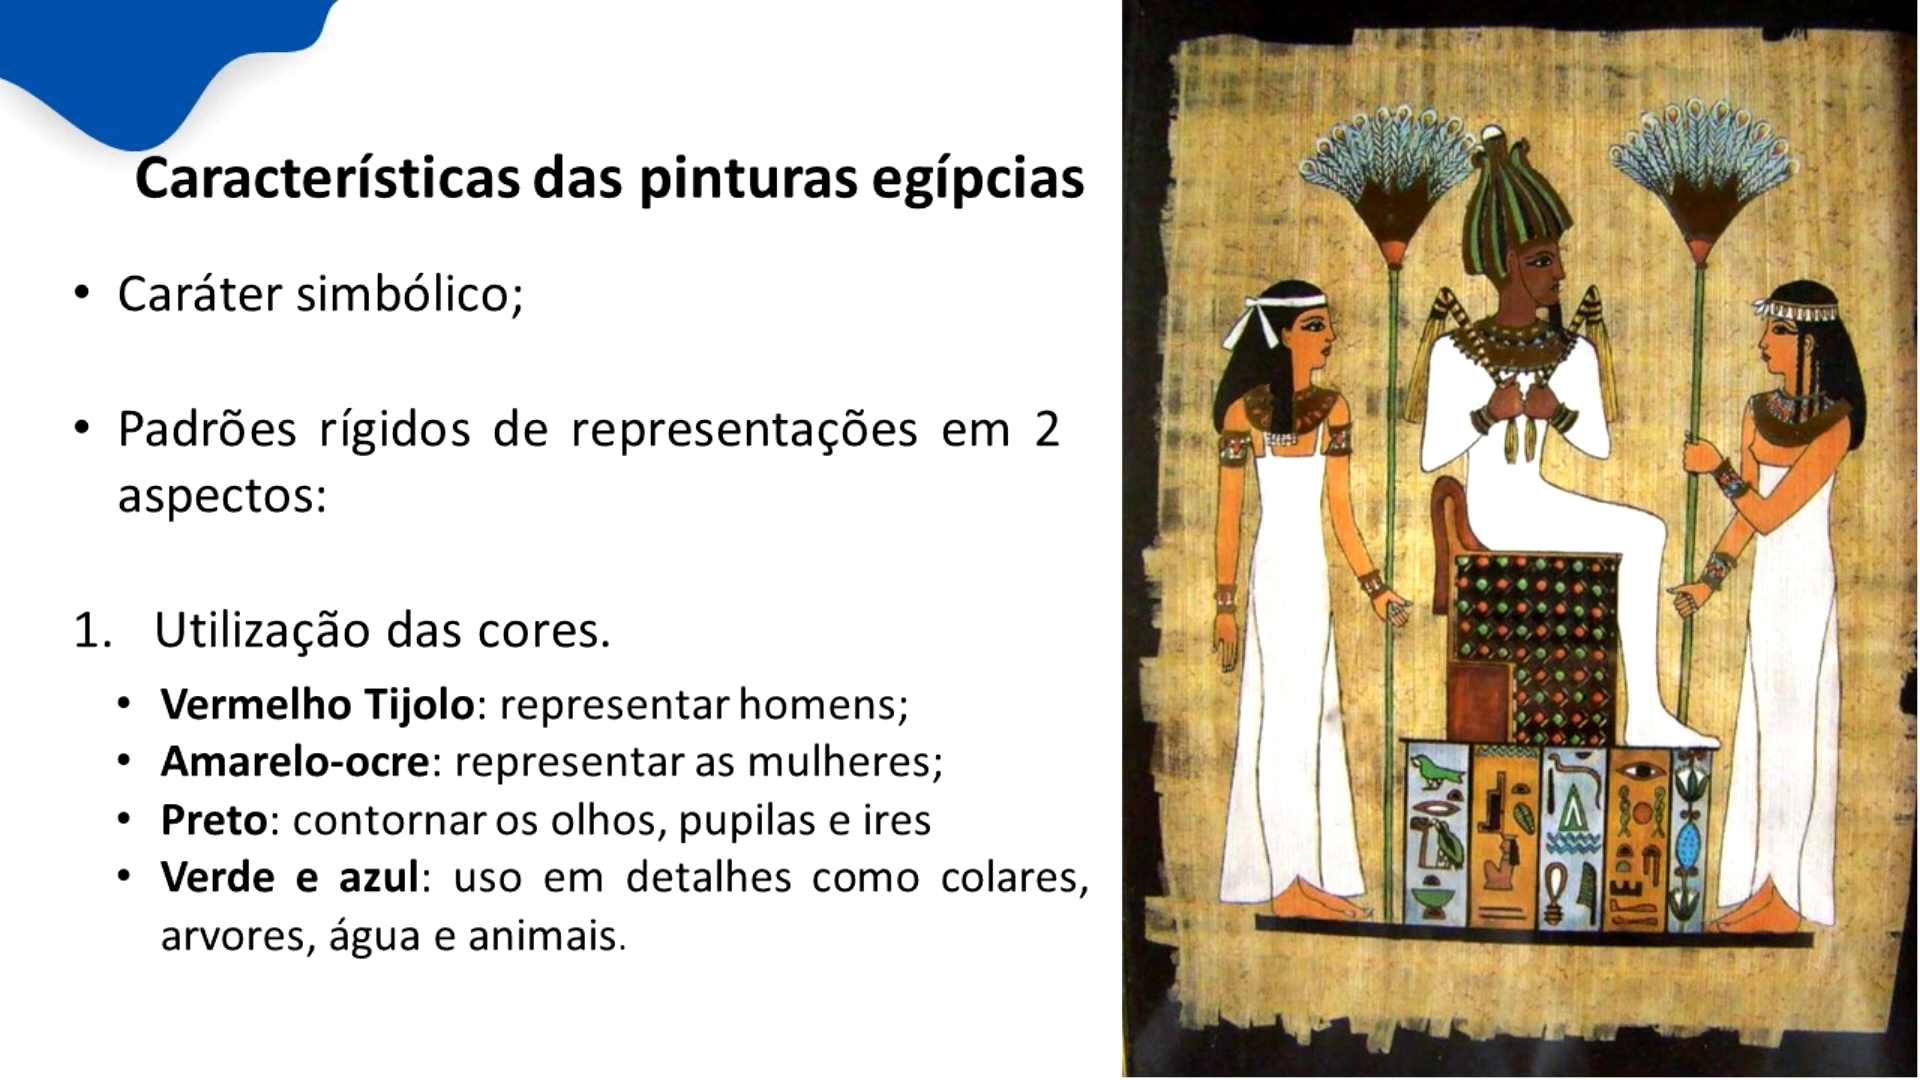 Características das pinturas egípcias
• Caráter simbólico;
• Padrões rígidos de representações em 2
aspectos:
1. Utilização das cores.
• Vermelho Tijolo: representar homens;
• Amarelo-ocre: representar as mulheres;
• Preto: contornar os olhos, pupilas e ires
• Verde e azul: uso em detalhes como colares,
arvores, água e animais.